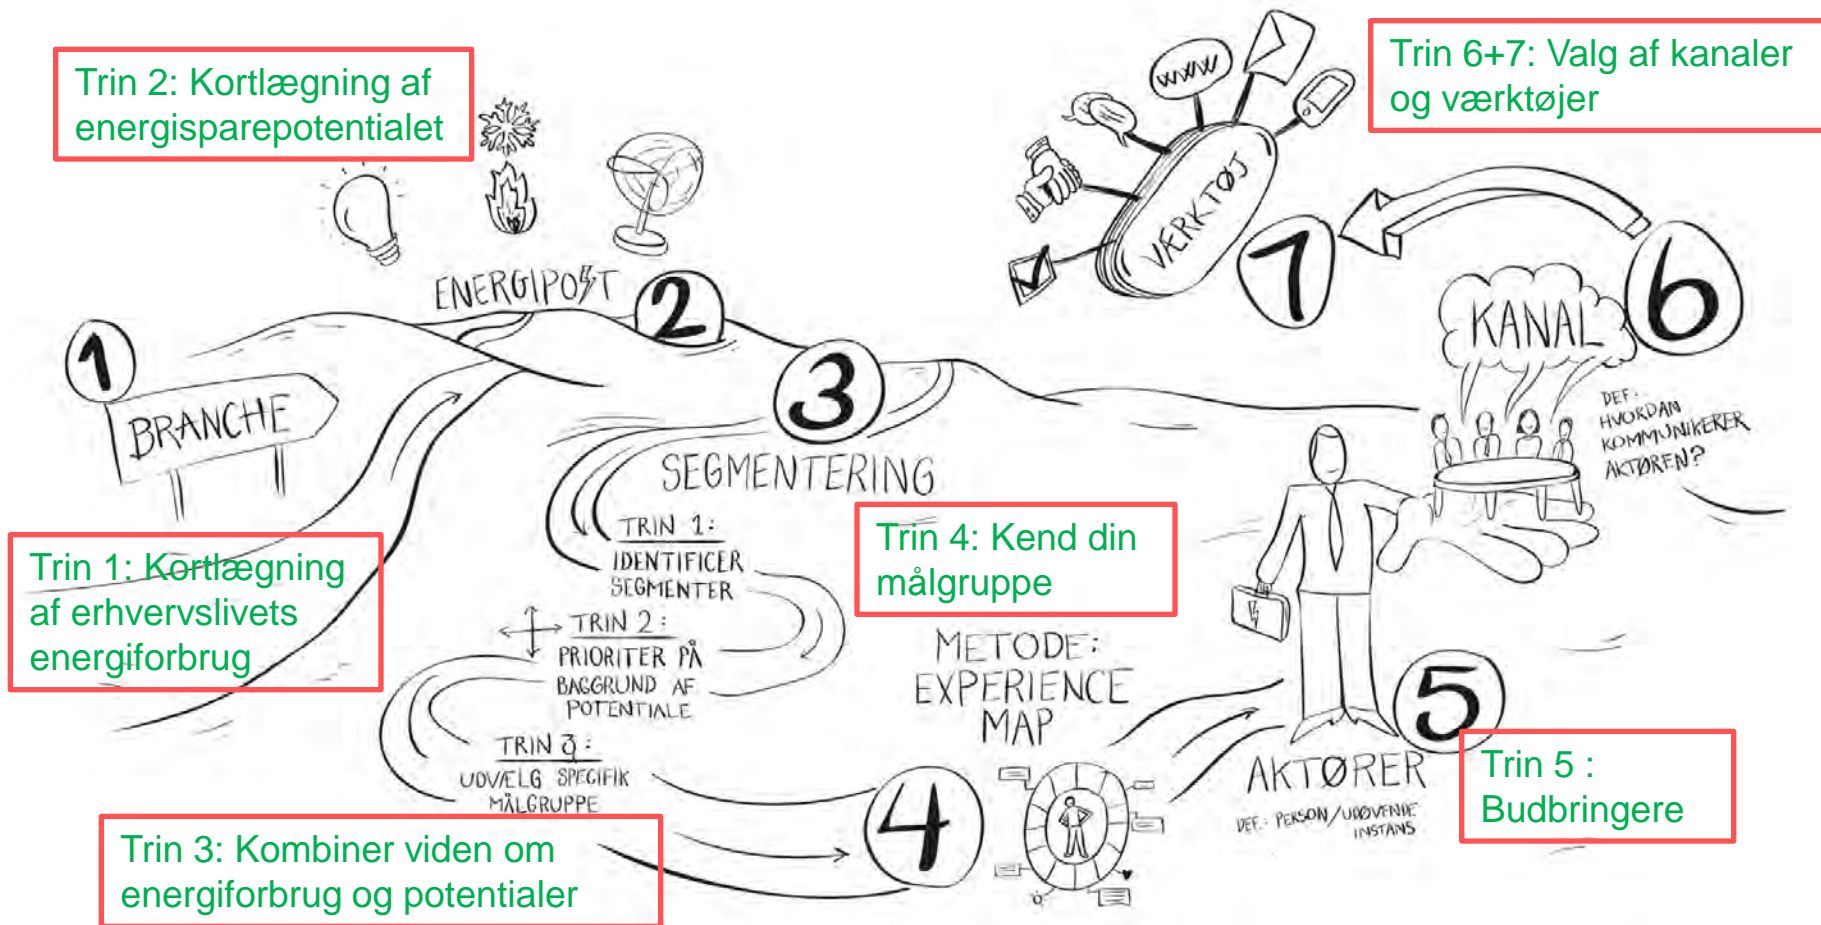 Trin 2: Kortlægning af
energisparepotentialet
Trin 6+7: Valg af kanaler
og værktøjer
www
VÆRKTØJ
7
6
KANAL
DEF.:
HVORDAN
KOMMUNIKERER
AKTØREN?
ENERGIPOST
2
1
BRANCHE
3
SEGMENTERING
TRIN 1:
IDENTIFICER
SEGMENTER
TRIN 2:
PRIORITER PÅ
BAGGRUND AF
POTENTIALE
TRIN 3:
UDVÆLG SPECIFIK
MÅLGRUPPE
Trin 1: Kortlægning
af erhvervslivets
energiforbrug
Trin 3: Kombiner viden om
energiforbrug og potentialer
Trin 4: Kend din
målgruppe
METODE:
EXPERIENCE
MAP
4
5
AKTØRER
DEF.: PERSON/UDØVENDE
INSTANS
Trin 5 :
Budbringere